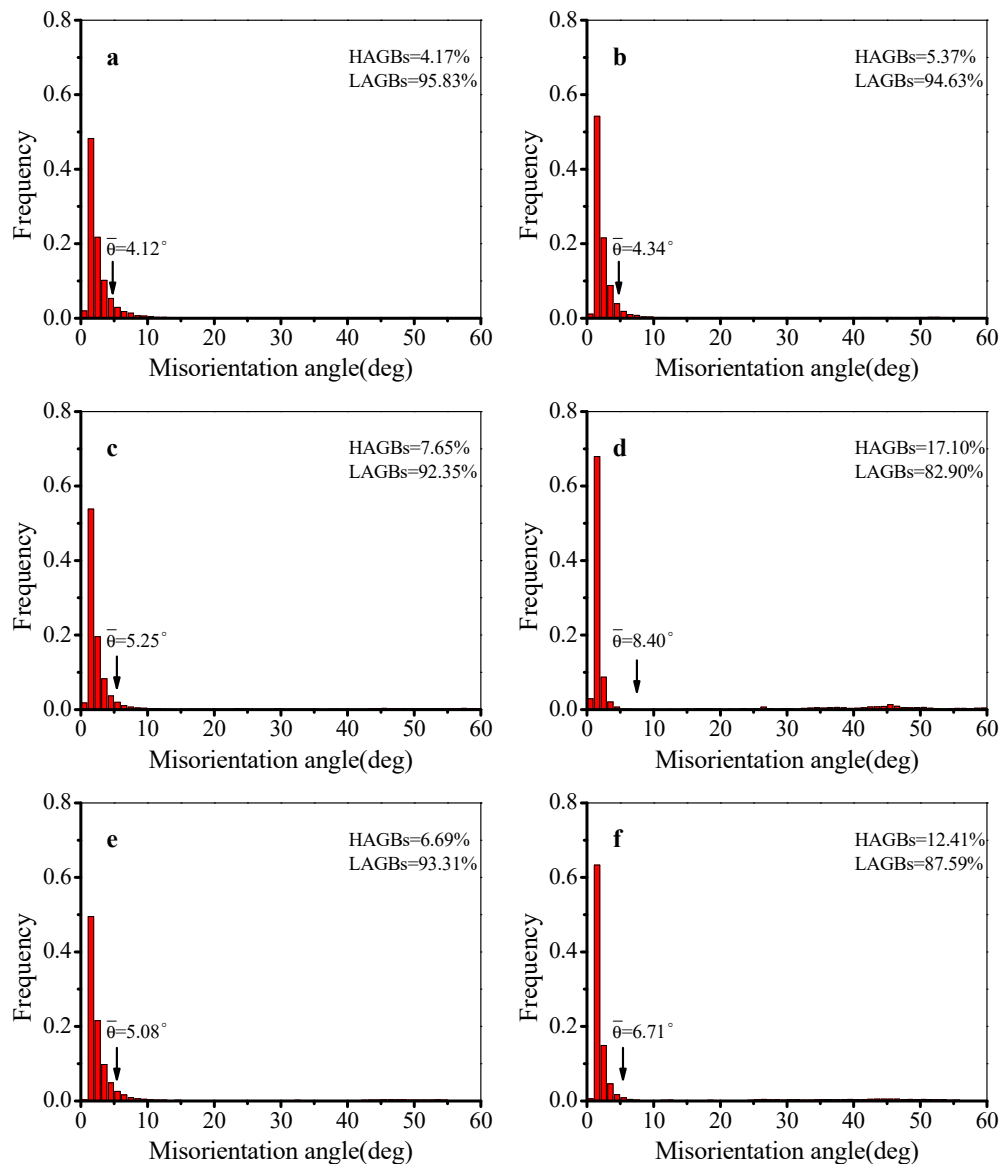 a
HAGBs=4.17%
LAGBs=95.83%
θ̄=4.12°
Frequency
0.8
0.6
0.4
0.2
0.0
0 10 20 30 40 50 60
Misorientation angle(deg)
b
HAGBs=5.37%
LAGBs=94.63%
θ̄=4.34°
Frequency
0.8
0.6
0.4
0.2
0.0
0 10 20 30 40 50 60
Misorientation angle(deg)
c
HAGBs=7.65%
LAGBs=92.35%
θ̄=5.25°
Frequency
0.8
0.6
0.4
0.2
0.0
0 10 20 30 40 50 60
Misorientation angle(deg)
d
HAGBs=17.10%
LAGBs=82.90%
θ̄=8.40°
Frequency
0.8
0.6
0.4
0.2
0.0
0 10 20 30 40 50 60
Misorientation angle(deg)
e
HAGBs=6.69%
LAGBs=93.31%
θ̄=5.08°
Frequency
0.8
0.6
0.4
0.2
0.0
0 10 20 30 40 50 60
Misorientation angle(deg)
f
HAGBs=12.41%
LAGBs=87.59%
θ̄=6.71°
Frequency
0.8
0.6
0.4
0.2
0.0
0 10 20 30 40 50 60
Misorientation angle(deg)